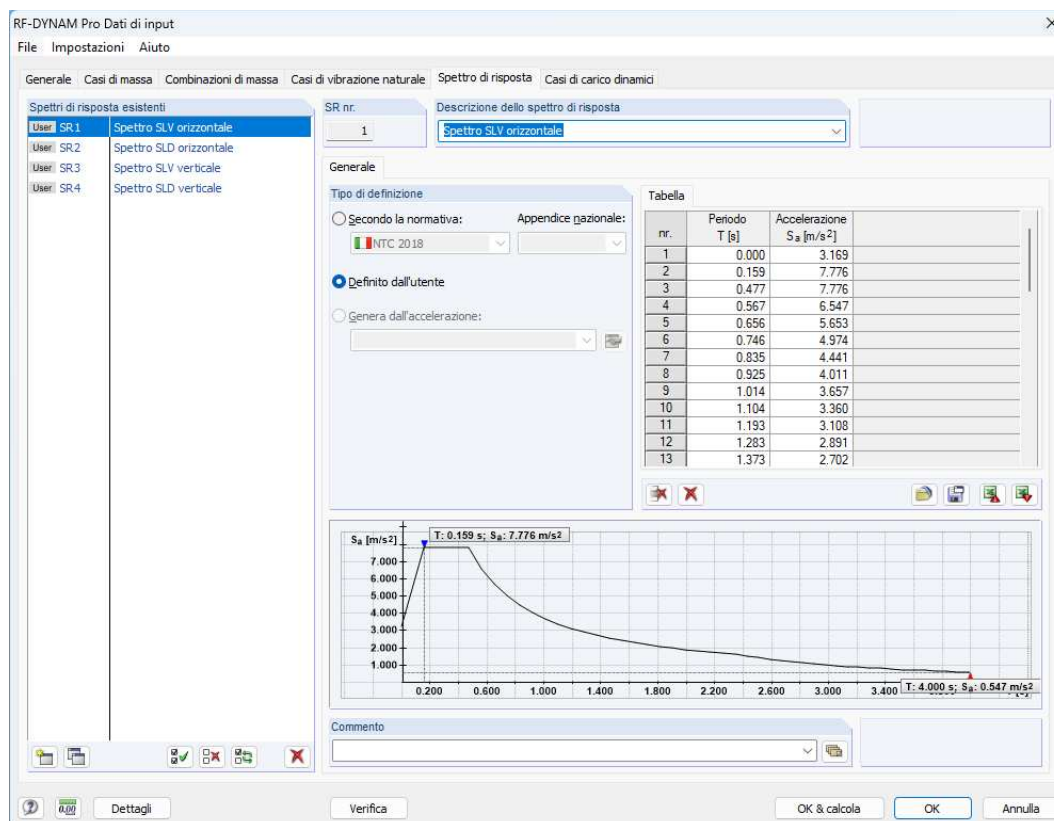 RF-DYNAM Pro Dati di input
File Impostazioni Aiuto
Generale Casi di massa Combinazioni di massa Casi di vibrazione naturale Spettro di risposta Casi di carico dinamici
Spettri di risposta esistenti
User SR1 Spettro SLV orizzontale
User SR2 Spettro SLD orizzontale
User SR3 Spettro SLV verticale
User SR4 Spettro SLD verticale
SR nr.
1
Descrizione dello spettro di risposta
Spettro SLV orizzontale
Generale
Tipo di definizione
Secondo la normativa: Appendice nazionale:
NTC 2018
Definito dall'utente
Genera dall'accelerazione:
Tabella
nr. Periodo T [s] Accelerazione Sa [m/s²]
1 0.000 3.169
2 0.159 7.776
3 0.477 7.776
4 0.567 6.547
5 0.656 5.653
6 0.746 4.974
7 0.835 4.441
8 0.925 4.011
9 1.014 3.657
10 1.104 3.360
11 1.193 3.108
12 1.283 2.891
13 1.373 2.702
Sa [m/s²]
T: 0.159 s; Sa: 7.776 m/s²
7.000
6.000
5.000
4.000
3.000
2.000
1.000
0.200 0.600 1.000 1.400 1.800 2.200 2.600 3.000 3.400
T: 4.000 s; Sa: 0.547 m/s²
Commento
0.00 Dettagli Verifica OK & calcola OK Annulla